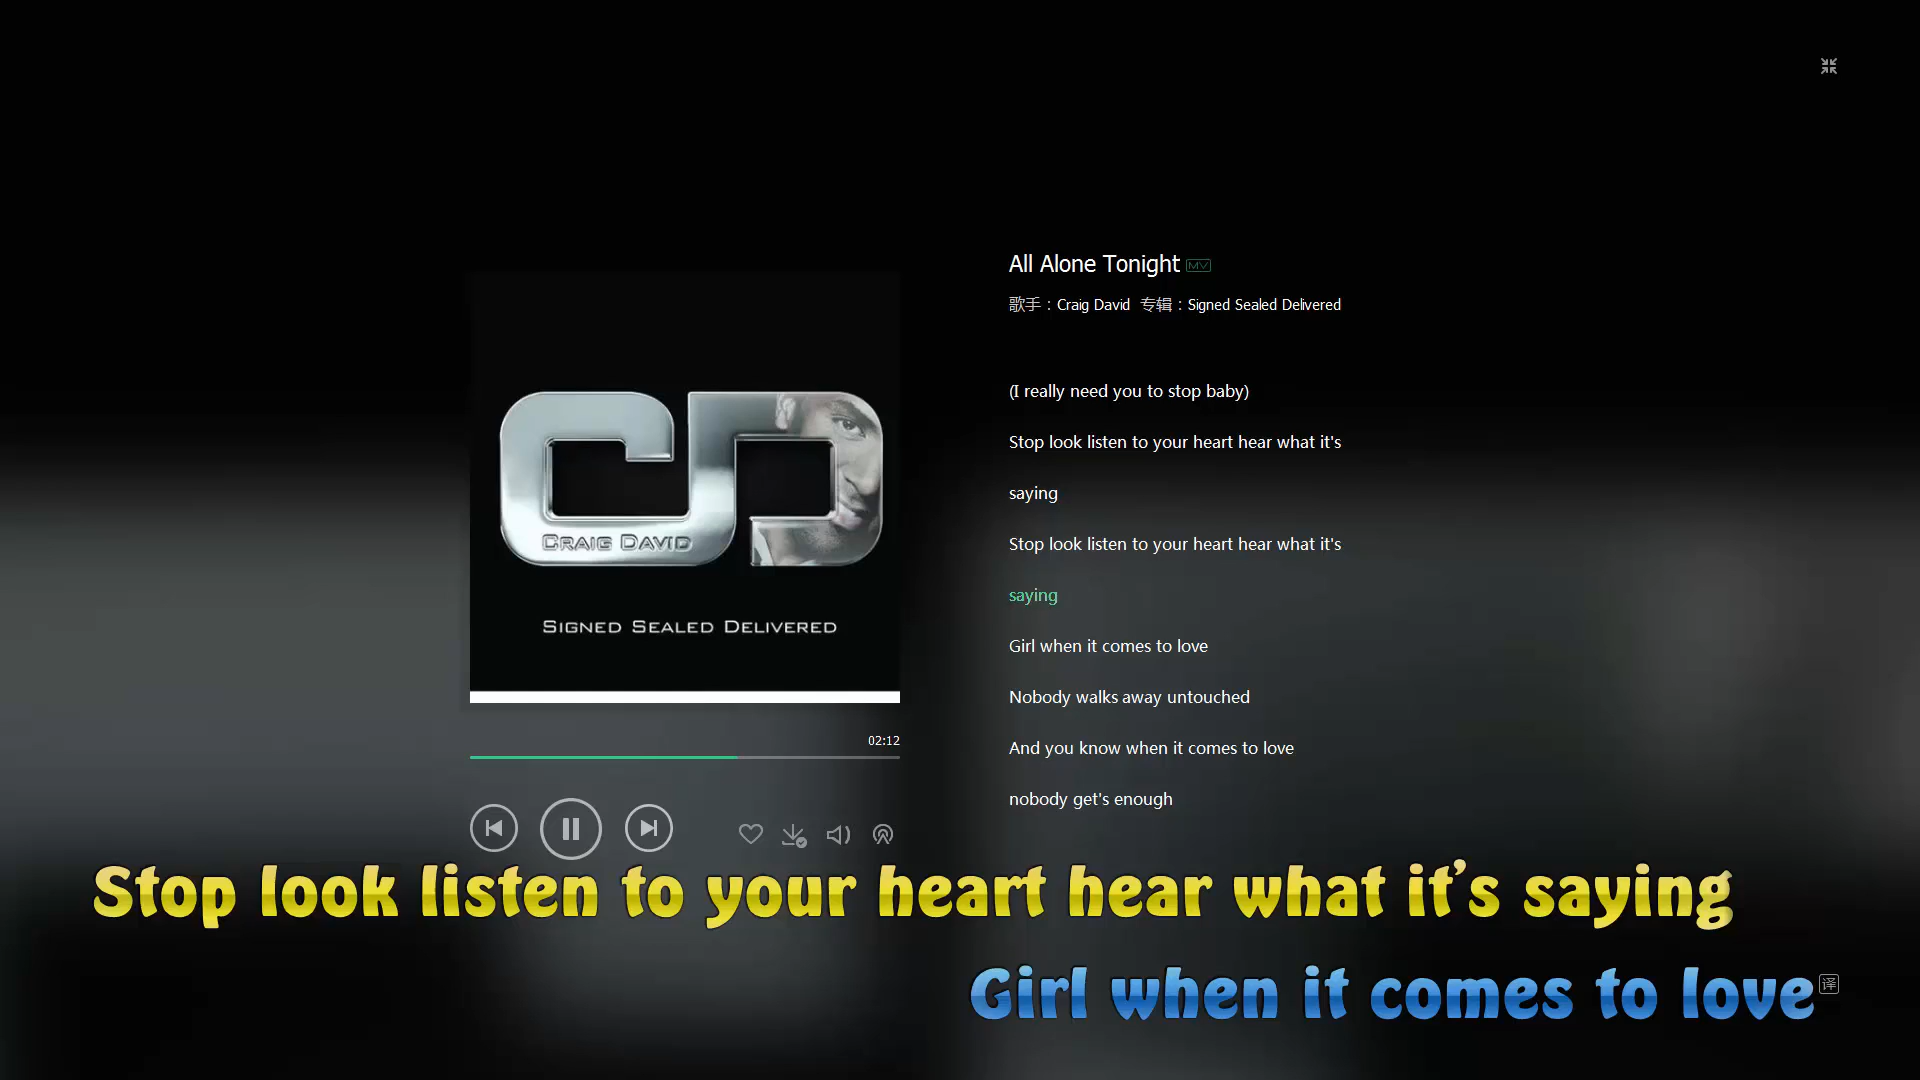 All Alone Tonight MV
歌手：Craig David 专辑：Signed Sealed Delivered
(I really need you to stop baby)
Stop look listen to your heart hear what it's
saying
Stop look listen to your heart hear what it's
saying
Girl when it comes to love
Nobody walks away untouched
And you know when it comes to love
nobody get's enough
CRAIG DAVID
SIGNED SEALED DELIVERED
02:12
Stop look listen to your heart hear what it's saying
Girl when it comes to love
译